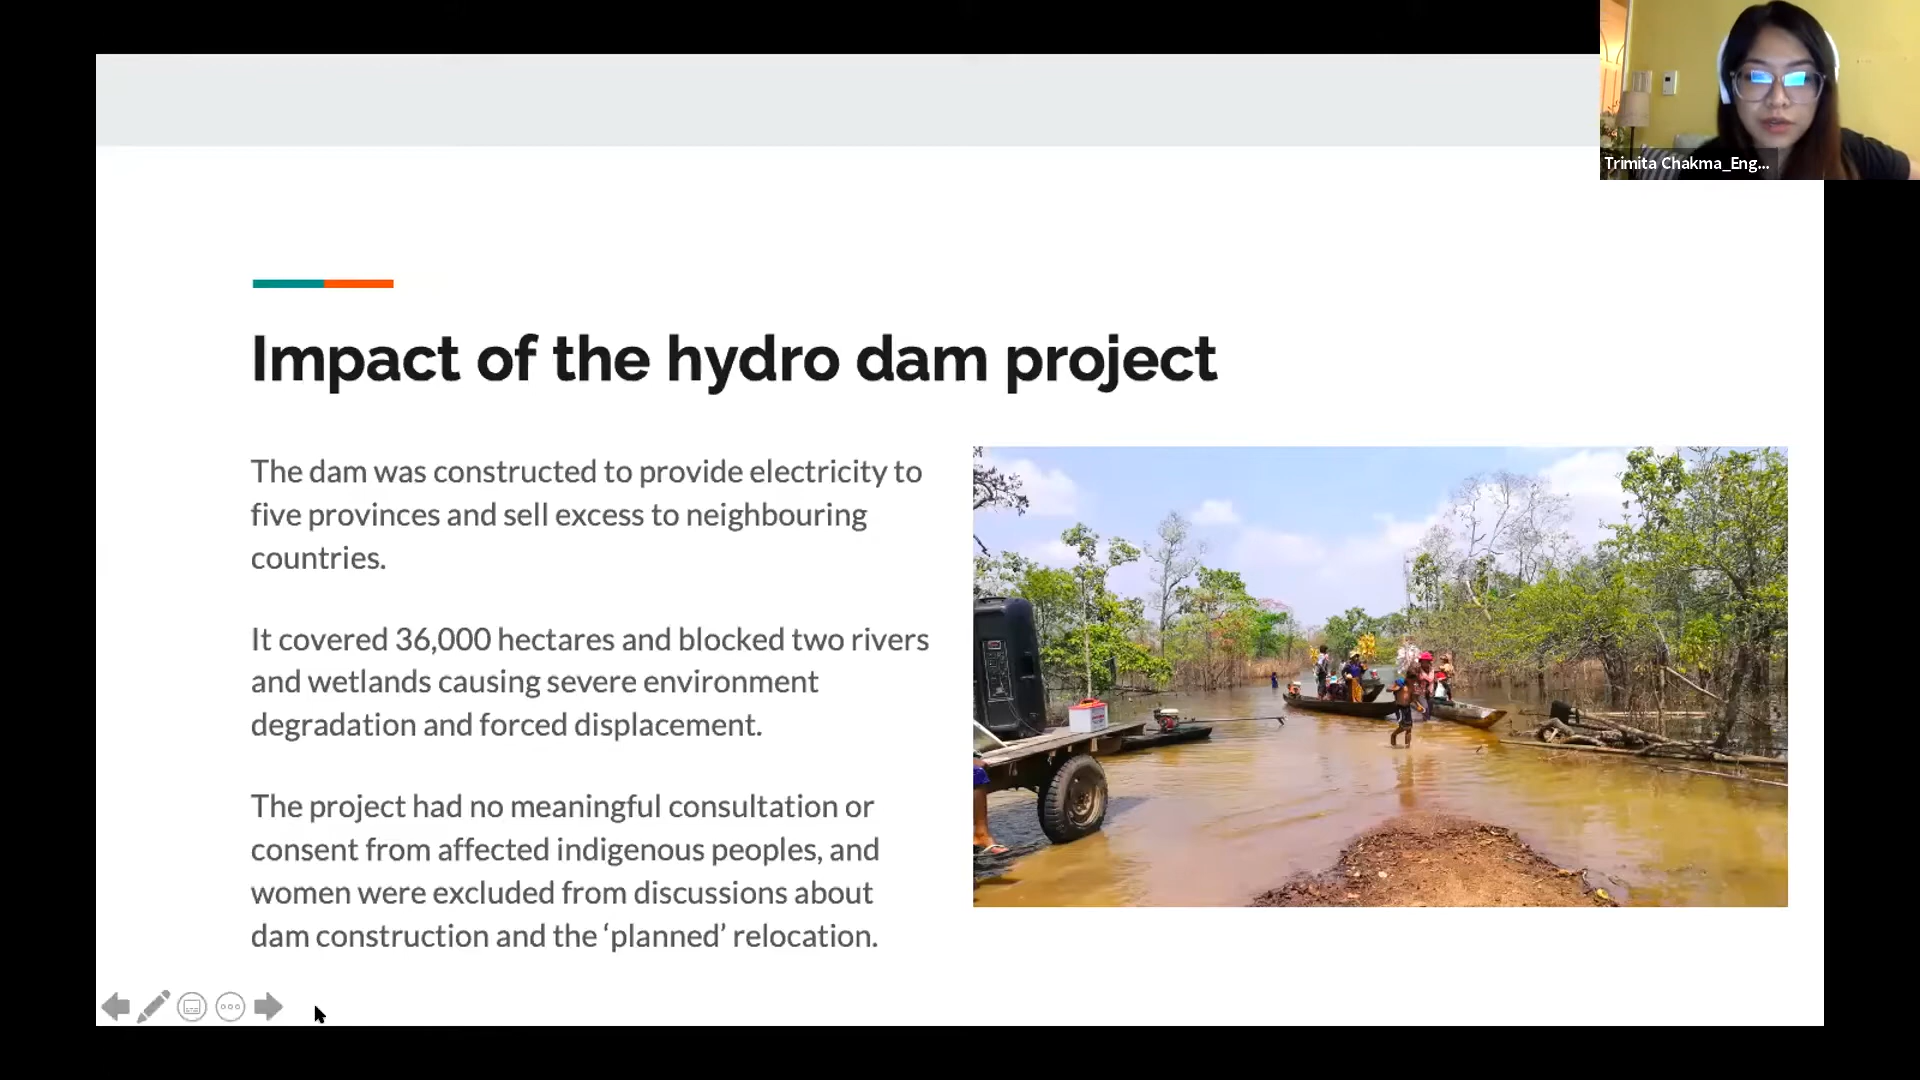 Trimita Chakma_Eng...
Impact of the hydro dam project
The dam was constructed to provide electricity to
five provinces and sell excess to neighbouring
countries.
It covered 36,000 hectares and blocked two rivers
and wetlands causing severe environment
degradation and forced displacement.
The project had no meaningful consultation or
consent from affected indigenous peoples, and
women were excluded from discussions about
dam construction and the ‘planned’ relocation.